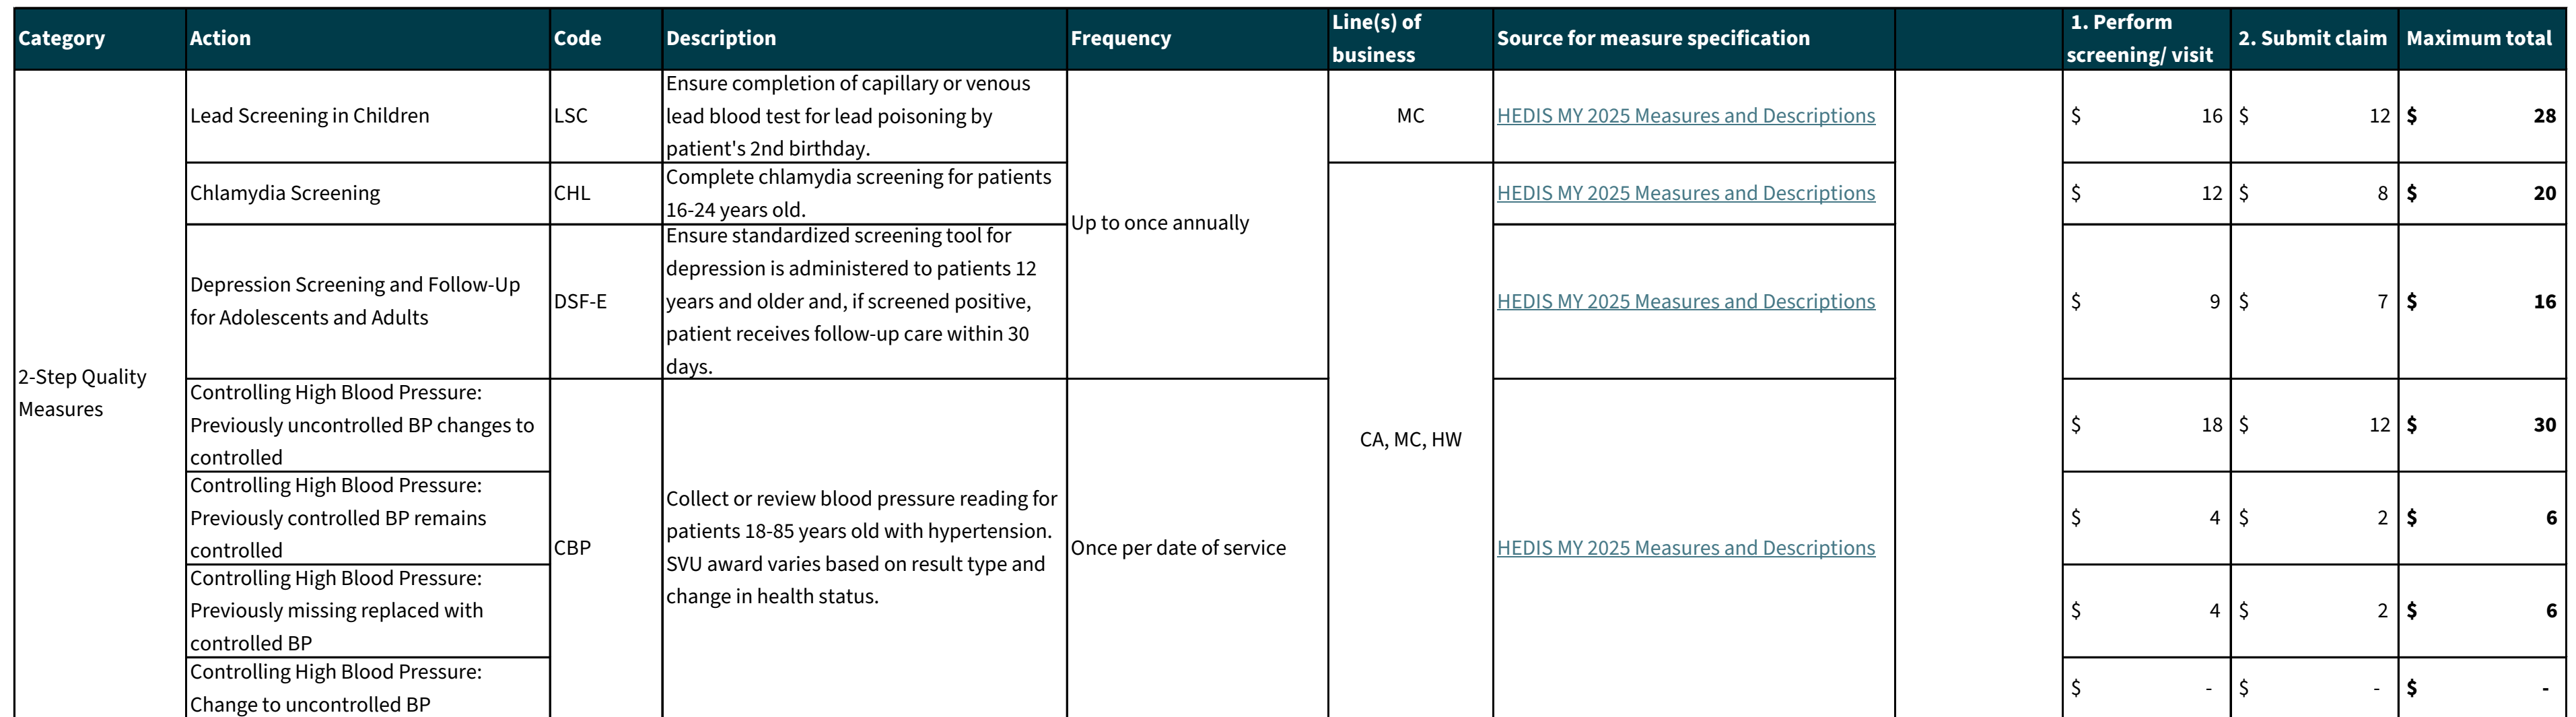 Category
Action
Code
Description
Frequency
Line(s) of
business
Source for measure specification
1. Perform
screening/ visit
2. Submit claim
Maximum total
2-Step Quality
Measures
Lead Screening in Children
LSC
Ensure completion of capillary or venous
lead blood test for lead poisoning by
patient's 2nd birthday.
Up to once annually
MC
HEDIS MY 2025 Measures and Descriptions
$ 16
$ 12
$ 28
Chlamydia Screening
CHL
Complete chlamydia screening for patients
16-24 years old.
CA, MC, HW
HEDIS MY 2025 Measures and Descriptions
$ 12
$ 8
$ 20
Depression Screening and Follow-Up
for Adolescents and Adults
DSF-E
Ensure standardized screening tool for
depression is administered to patients 12
years and older and, if screened positive,
patient receives follow-up care within 30
days.
HEDIS MY 2025 Measures and Descriptions
$ 9
$ 7
$ 16
Controlling High Blood Pressure:
Previously uncontrolled BP changes to
controlled
CBP
Collect or review blood pressure reading for
patients 18-85 years old with hypertension.
SVU award varies based on result type and
change in health status.
Once per date of service
HEDIS MY 2025 Measures and Descriptions
$ 18
$ 12
$ 30
Controlling High Blood Pressure:
Previously controlled BP remains
controlled
$ 4
$ 2
$ 6
Controlling High Blood Pressure:
Previously missing replaced with
controlled BP
$ 4
$ 2
$ 6
Controlling High Blood Pressure:
Change to uncontrolled BP
$ -
$ -
$ -